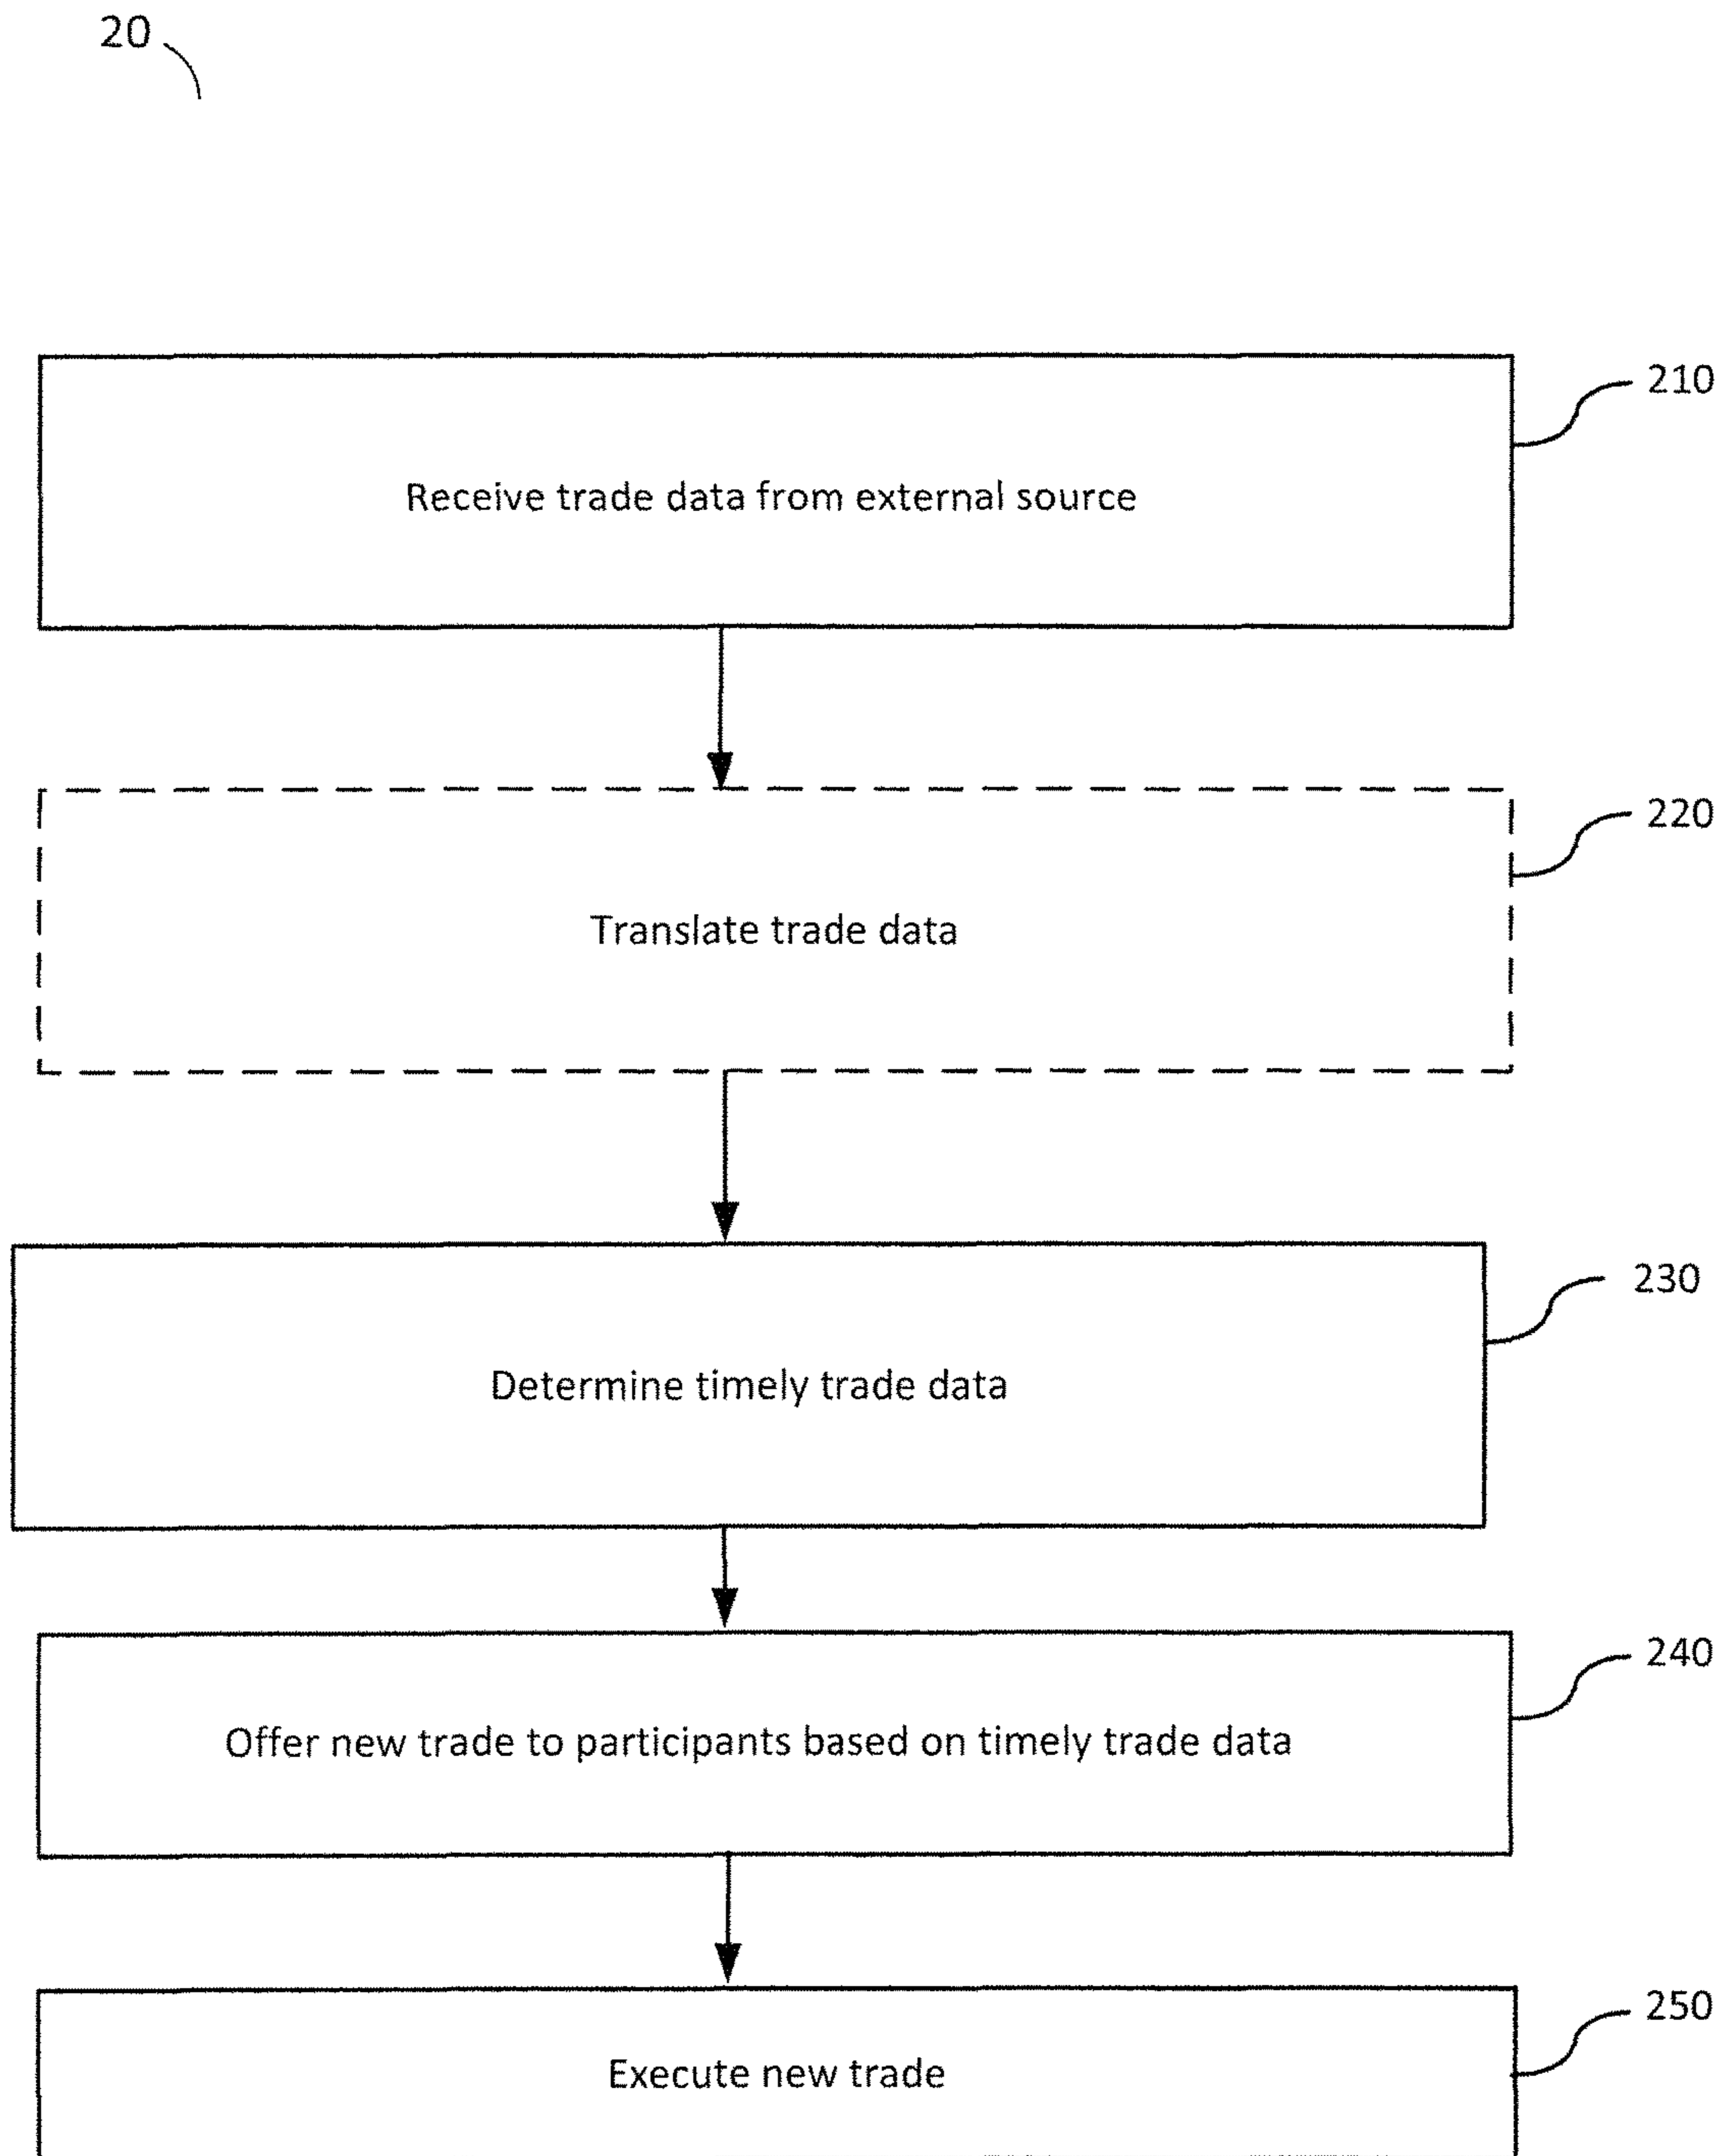 20
210
Receive trade data from external source
220
Translate trade data
230
Determine timely trade data
240
Offer new trade to participants based on timely trade data
250
Execute new trade